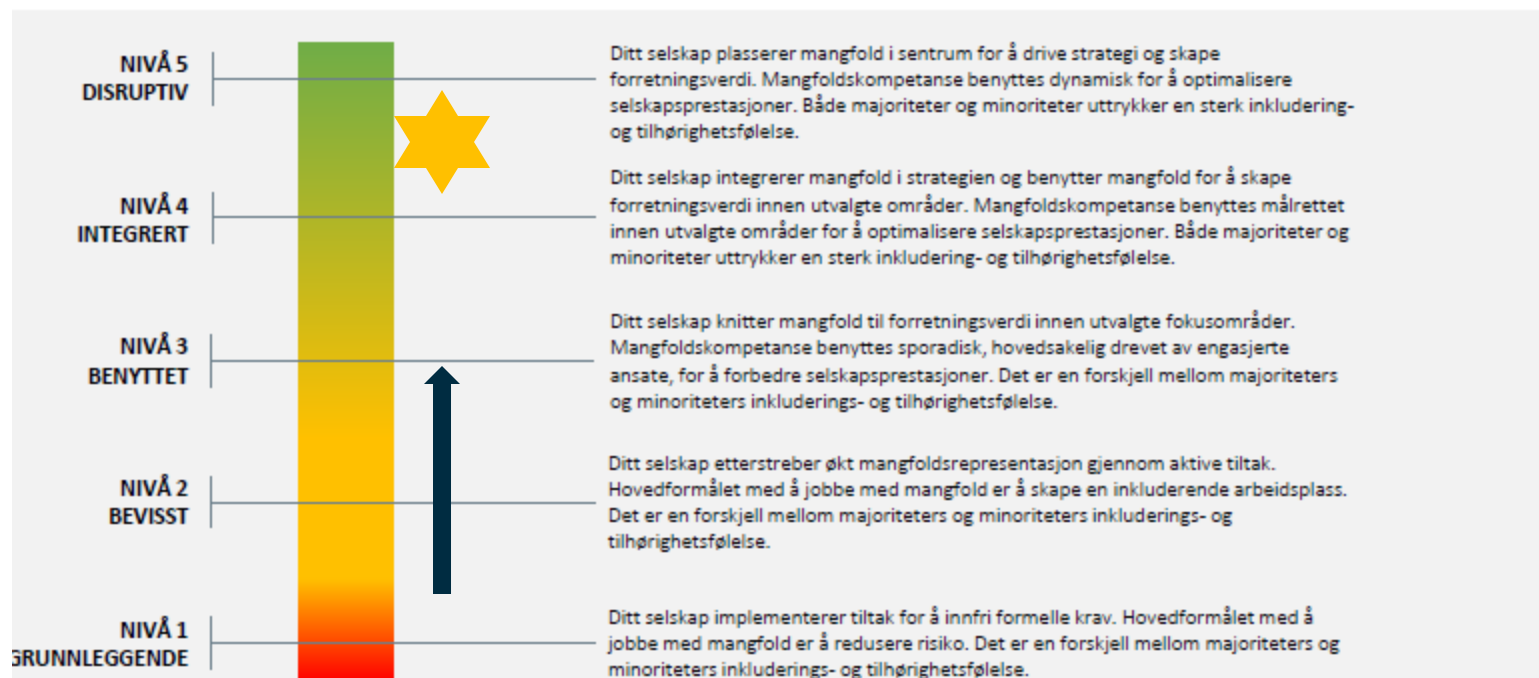 NIVÅ 5
DISRUPTIV
Ditt selskap plasserer mangfold i sentrum for å drive strategi og skape
forretningsverdi. Mangfoldskompetanse benyttes dynamisk for å optimalisere
selskapsprestasjoner. Både majoriteter og minoriteter uttrykker en sterk inkludering-
og tilhørighetsfølelse.
NIVÅ 4
INTEGRERT
Ditt selskap integrerer mangfold i strategien og benytter mangfold for å skape
forretningsverdi innen utvalgte områder. Mangfoldskompetanse benyttes målrettet
innen utvalgte områder for å optimalisere selskapsprestasjoner. Både majoriteter og
minoriteter uttrykker en sterk inkludering- og tilhørighetsfølelse.
NIVÅ 3
BENYTTET
Ditt selskap knitter mangfold til forretningsverdi innen utvalgte fokusområder.
Mangfoldskompetanse benyttes sporadisk, hovedsakelig drevet av engasjerte
ansate, for å forbedre selskapsprestasjoner. Det er en forskjell mellom majoriteters
og minoriteters inkluderings- og tilhørighetsfølelse.
NIVÅ 2
BEVISST
Ditt selskap etterstreber økt mangfoldsrepresentasjon gjennom aktive tiltak.
Hovedformålet med å jobbe med mangfold er å skape en inkluderende arbeidsplass.
Det er en forskjell mellom majoriteters og minoriteters inkluderings- og
tilhørighetsfølelse.
NIVÅ 1
GRUNNLEGGENDE
Ditt selskap implementerer tiltak for å innfri formelle krav. Hovedformålet med å
jobbe med mangfold er å redusere risiko. Det er en forskjell mellom majoriteters og
minoriteters inkluderings- og tilhørighetsfølelse.